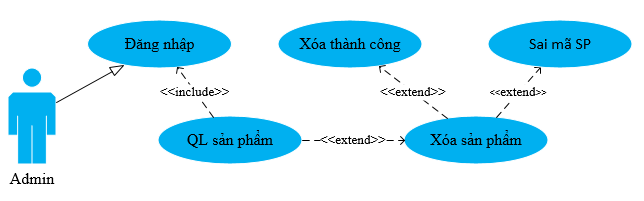 Đăng nhập
Xóa thành công
Sai mã SP
<<include>>
<<extend>>
<<extend>>
QL sản phẩm
<<extend>>
Xóa sản phẩm
Admin